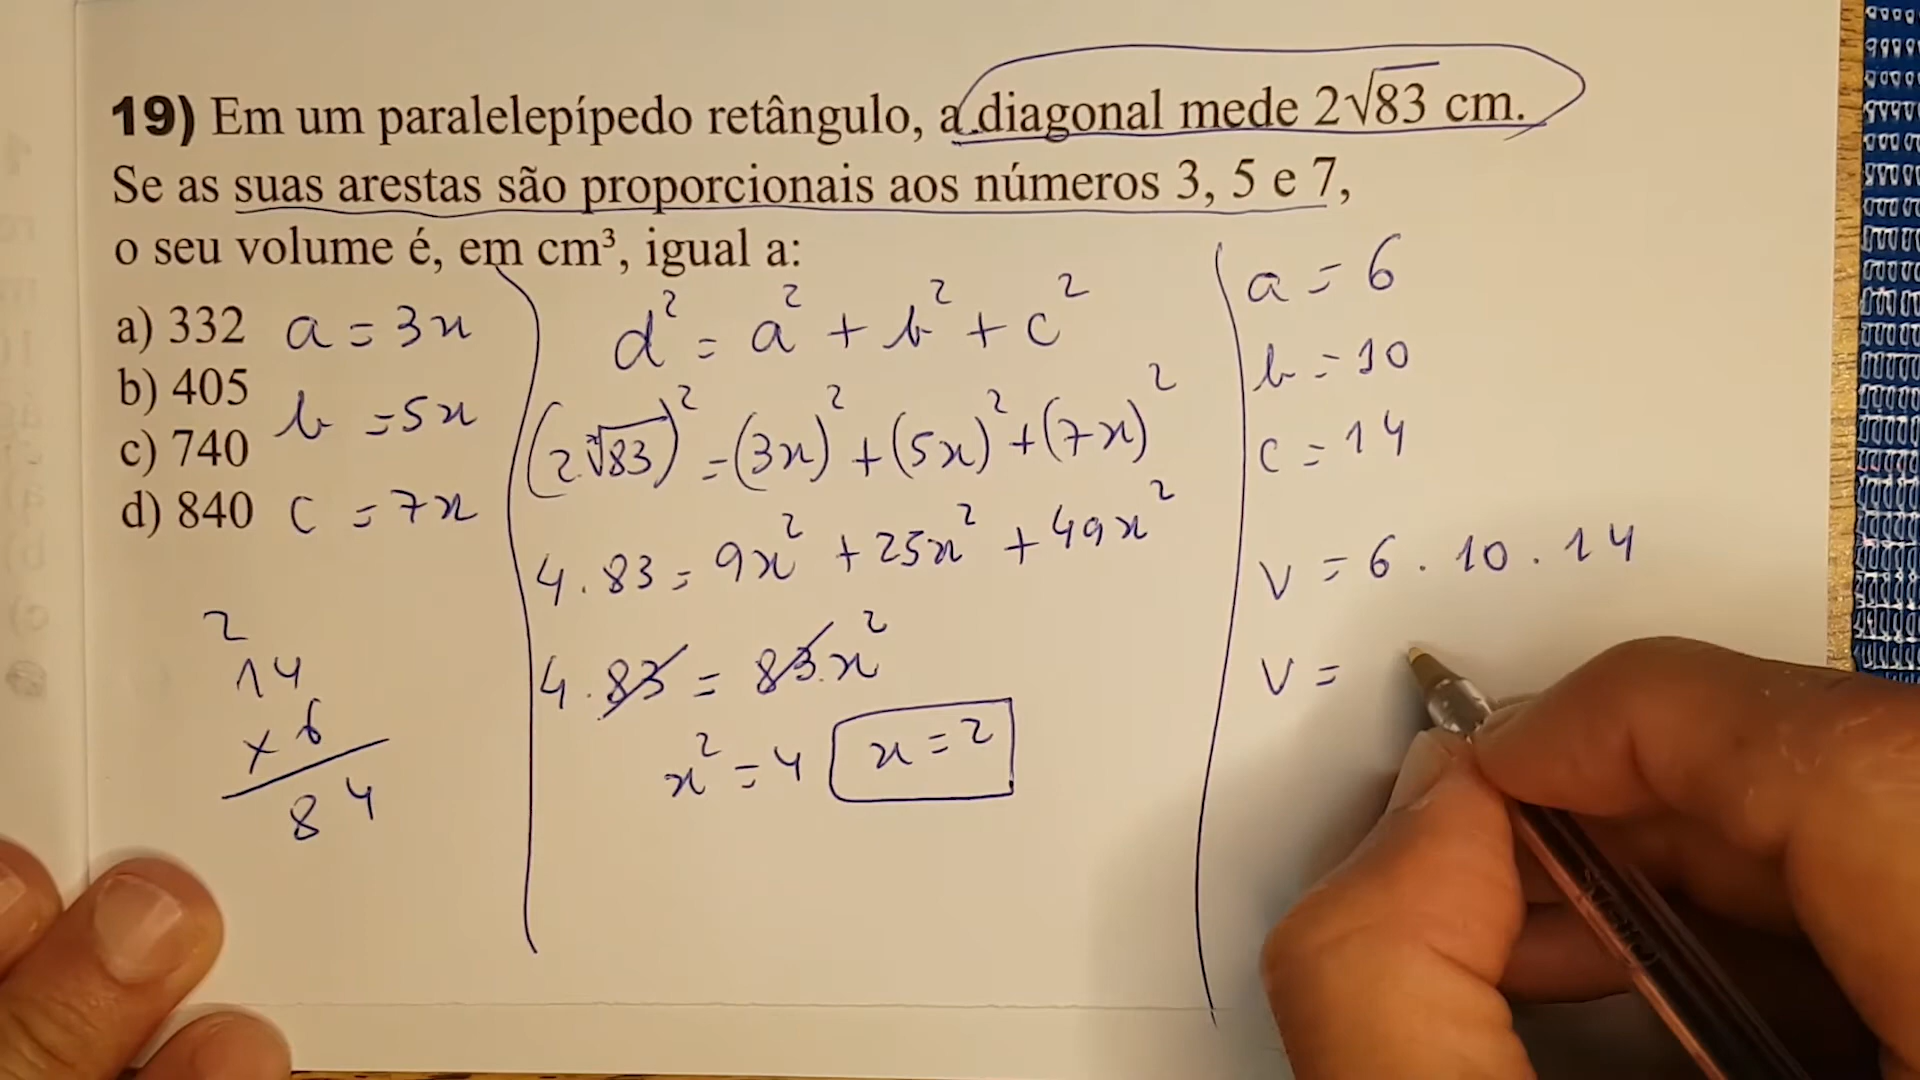 19) Em um paralelepípedo retângulo, a diagonal mede 2√83 cm.
Se as suas arestas são proporcionais aos números 3, 5 e 7,
o seu volume é, em cm³, igual a:
a) 332
b) 405
c) 740
d) 840
a = 3x
b = 5x
c = 7x
2
14
x 6
84
d² = a² + b² + c²
(2√83)² = (3x)² + (5x)² + (7x)²
4 . 83 = 9x² + 25x² + 49x²
4 . 83 = 83.x²
x² = 4 x = 2
a = 6
b = 10
c = 14
V = 6 . 10 . 14
V =